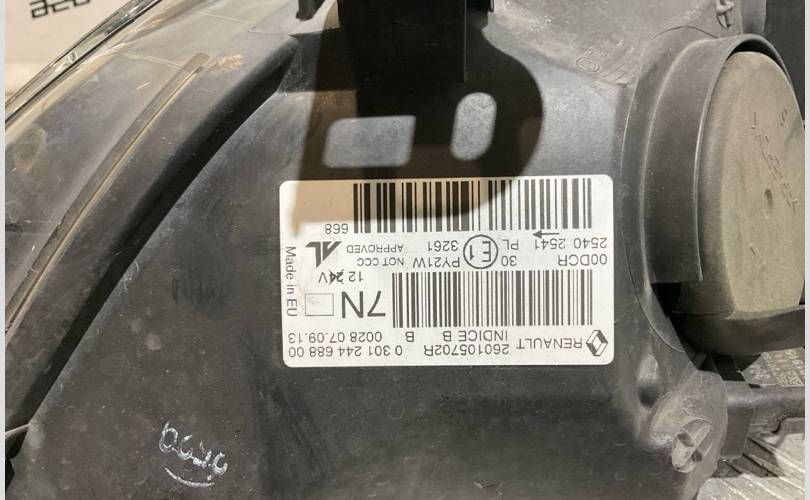 RENAULT 260105702R 0 301 244 688 00
INDICE B B 0028 07.09.13
7N
00DCR 30 E1 PY21W 12 24V
2540 2541 PL 3261 NOT CCC APPROVED
AL
668
Made in EU